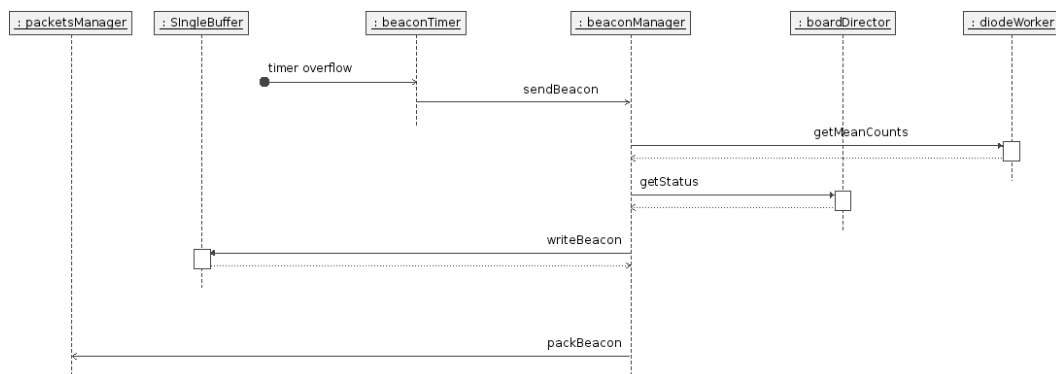 : packetsManager
: SIngleBuffer
: beaconTimer
: beaconManager
: boardDirector
: diodeWorker
timer overflow
sendBeacon
getMeanCounts
getStatus
writeBeacon
packBeacon